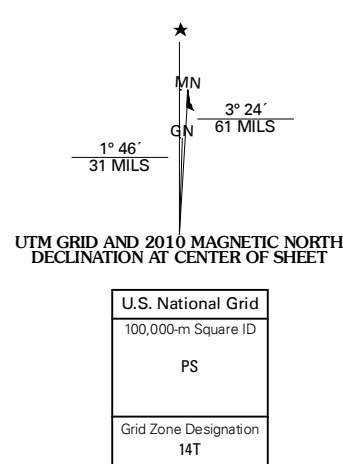 MN
3° 24´
61 MILS
GN
1° 46´
31 MILS
UTM GRID AND 2010 MAGNETIC NORTH
DECLINATION AT CENTER OF SHEET
U.S. National Grid
100,000-m Square ID
PS
Grid Zone Designation
14T